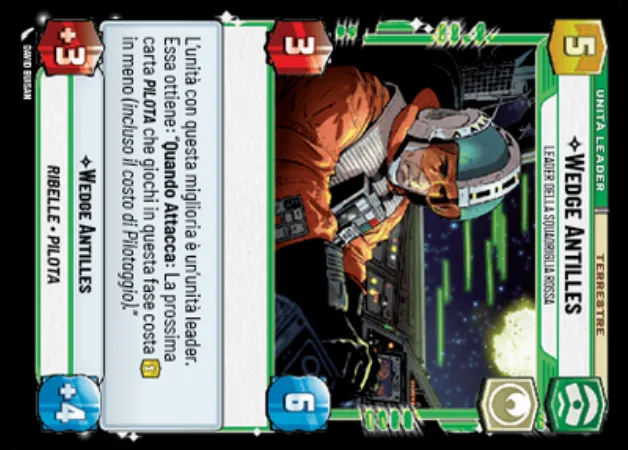 5
UNITÀ LEADER
TERRESTRE
WEDGE ANTILLES
LEADER DELLA SQUADRIGLIA ROSSA
3
6
L'unità con questa miglioria è un'unità leader.
Essa ottiene: "Quando Attacca: La prossima
carta PILOTA che giochi in questa fase costa 1
in meno (incluso il costo di Pilotaggio)."
+3
WEDGE ANTILLES
RIBELLE • PILOTA
+4
DAVID BUISAN